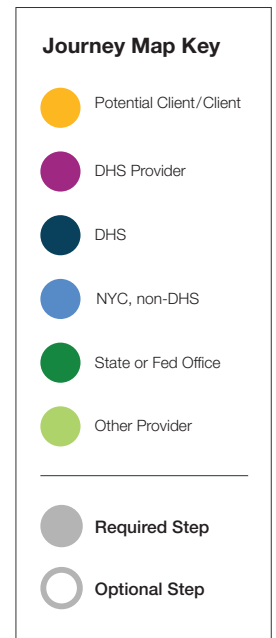 Journey Map Key
Potential Client/Client
DHS Provider
DHS
NYC, non-DHS
State or Fed Office
Other Provider
Required Step
Optional Step